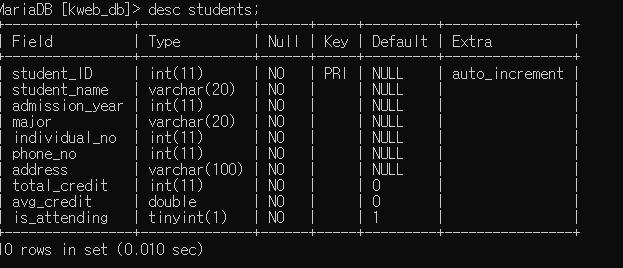 MariaDB [kweb_db]> desc students;
+----------------+--------------+------+-----+---------+----------------+
| Field          | Type         | Null | Key | Default | Extra          |
+----------------+--------------+------+-----+---------+----------------+
| student_ID     | int(11)      | NO   | PRI | NULL    | auto_increment |
| student_name   | varchar(20)  | NO   |     | NULL    |                |
| admission_year | int(11)      | NO   |     | NULL    |                |
| major          | varchar(20)  | NO   |     | NULL    |                |
| individual_no  | int(11)      | NO   |     | NULL    |                |
| phone_no       | int(11)      | NO   |     | NULL    |                |
| address        | varchar(100) | NO   |     | NULL    |                |
| total_credit   | int(11)      | NO   |     | 0       |                |
| avg_credit     | double       | NO   |     | 0       |                |
| is_attending   | tinyint(1)   | NO   |     | 1       |                |
+----------------+--------------+------+-----+---------+----------------+
10 rows in set (0.010 sec)